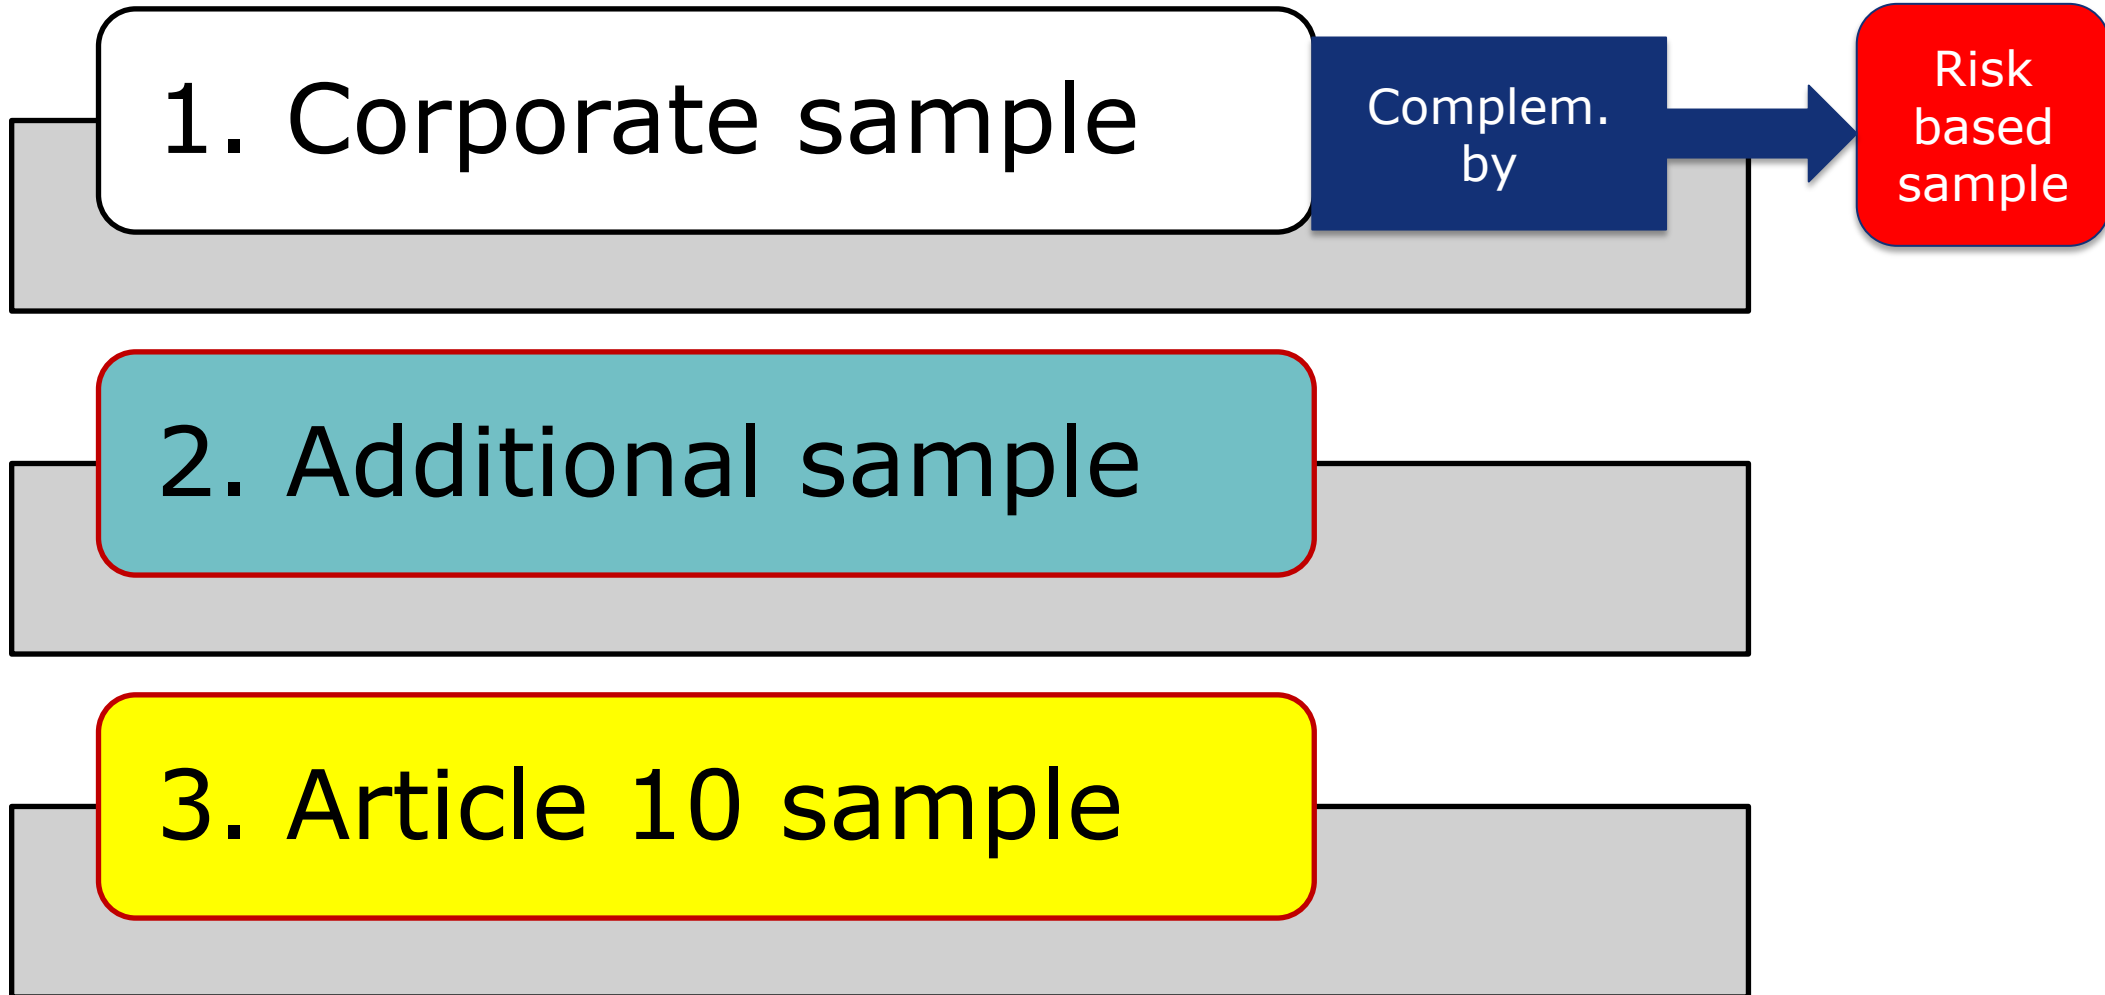 1. Corporate sample
Complem.
by
Risk
based
sample
2. Additional sample
3. Article 10 sample